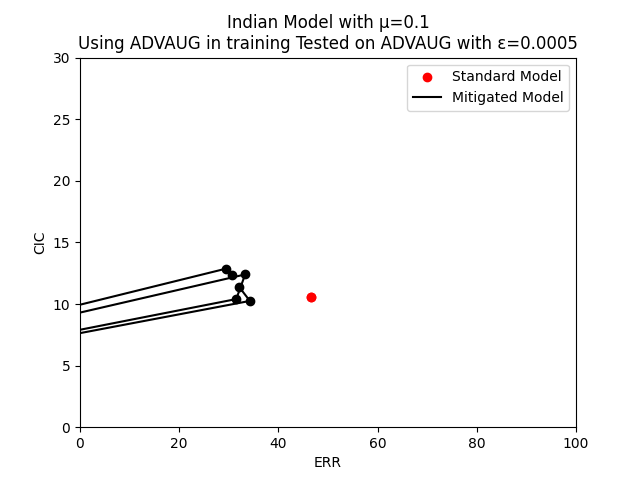 Indian Model with μ=0.1
Using ADVAUG in training Tested on ADVAUG with ε=0.0005
Standard Model
Mitigated Model
30
25
20
15
10
5
0
CIC
0 20 40 60 80 100
ERR